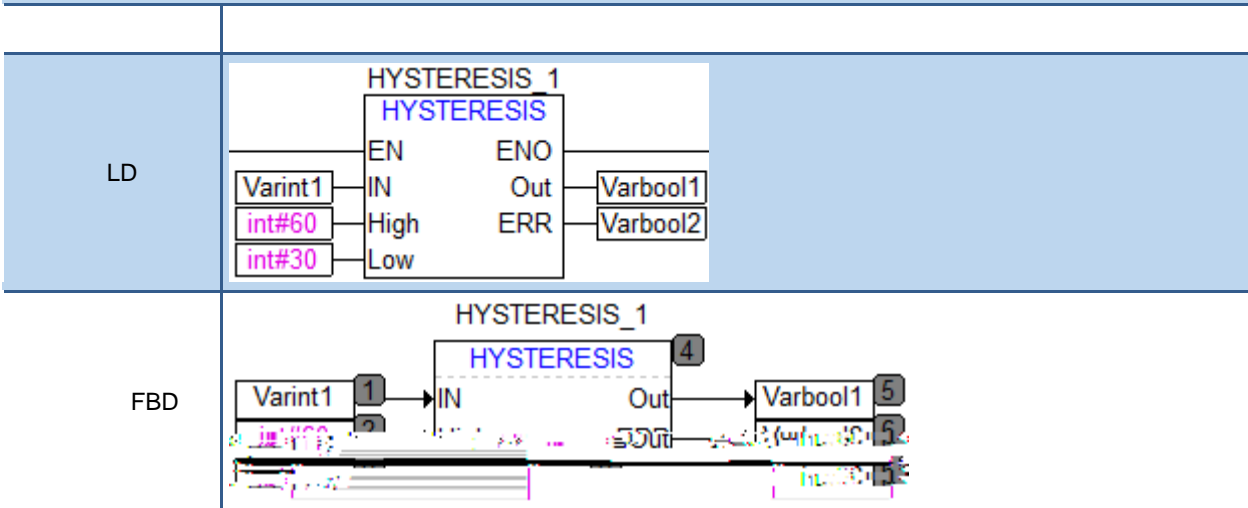 LD
HYSTERESIS_1
HYSTERESIS
EN ENO
Varint1 IN Out Varbool1
int#60 High ERR Varbool2
int#30 Low
FBD
HYSTERESIS_1
HYSTERESIS 4
Varint1 1 IN Out Varbool1 5